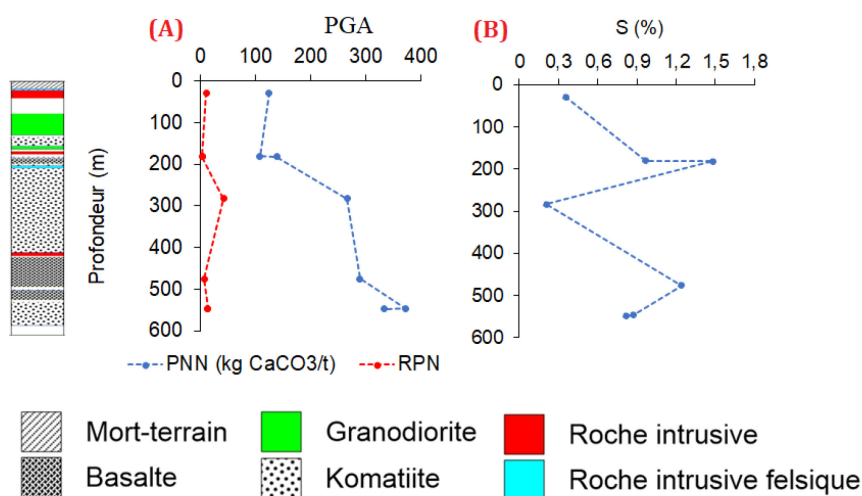 (A)
PGA
0 100 200 300 400
0
100
200
300
400
500
600
Profondeur (m)
PNN (kg CaCO3/t)
RPN
(B)
S (%)
0 0,3 0,6 0,9 1,2 1,5 1,8
0
100
200
300
400
500
600
Mort-terrain
Granodiorite
Roche intrusive
Basalte
Komatiite
Roche intrusive felsique